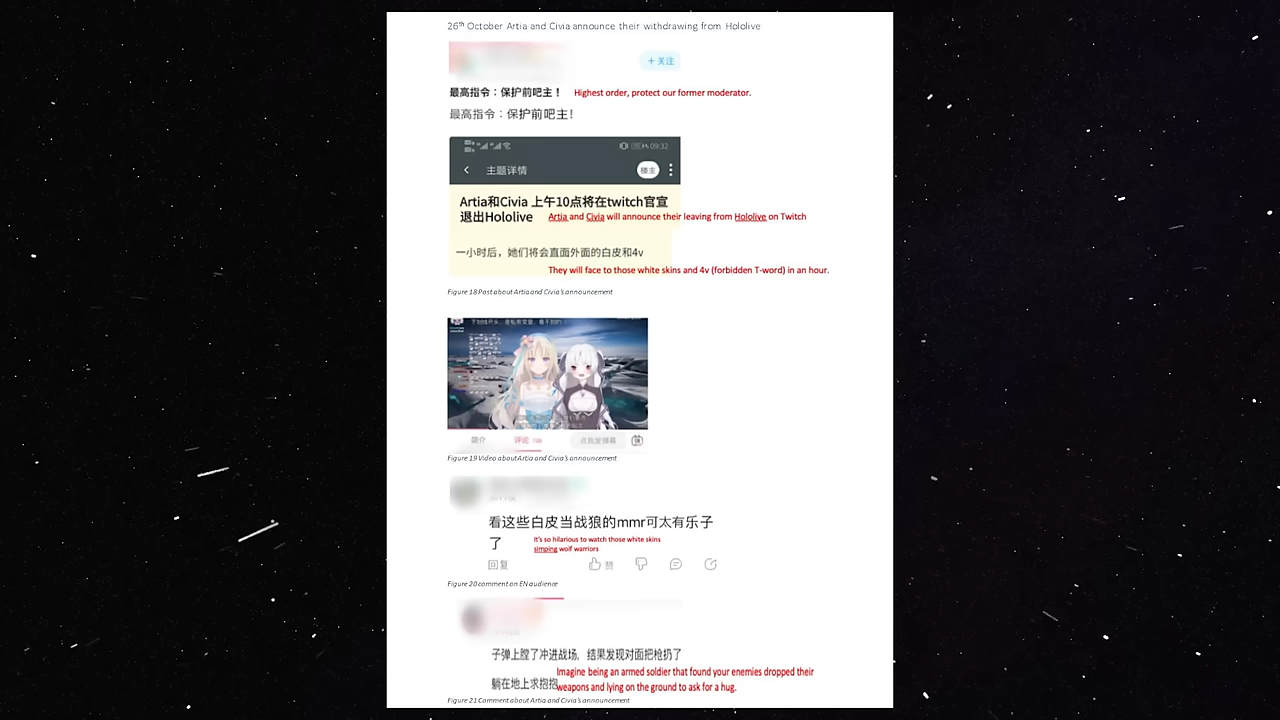 26th October Artia and Civia announce their withdrawing from Hololive
+ 关注
最高指令：保护前吧主！ Highest order, protect our former moderator.
最高指令：保护前吧主！
09:32
主题详情 楼主
Artia和Civia 上午10点将在twitch官宣
退出Hololive Artia and Civia will announce their leaving from Hololive on Twitch
一小时后，她们将会直面外面的白皮和4v
They will face to those white skins and 4v (forbidden T-word) in an hour.
Figure 18 Post about Artia and Civia's announcement
简介 评论 点我发弹幕
Figure 19 Video about Artia and Civia's announcement
看这些白皮当战狼的mmr可太有乐子
了 It's so hilarious to watch those white skins
simping wolf warriors
回复 赞
Figure 20 comment on EN audience
子弹上膛了冲进战场，结果发现对面把枪扔了
Imagine being an armed soldier that found your enemies dropped their
躺在地上求抱抱 weapons and lying on the ground to ask for a hug.
Figure 21 Comment about Artia and Civia's announcement